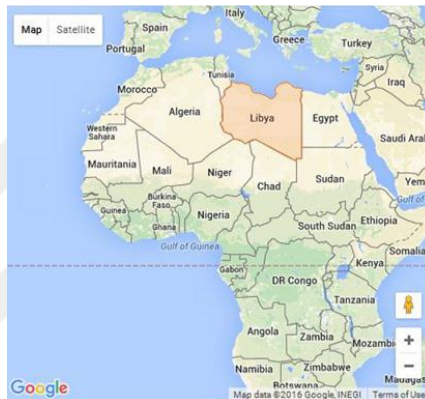 Map Satellite
Italy
Spain
Portugal
Greece
Turkey
Tunisia
Syria
Iraq
Morocco
Algeria
Libya
Egypt
Western
Sahara
Saudi Ara
Mauritania
Mali
Niger
Chad
Sudan
Yem
Gulf of
Burkina
Faso
Guinea
Nigeria
Ghana
Ethiopia
South Sudan
Somalia
Gulf of Guinea
Gabon
Kenya
DR Congo
Tanzania
Angola
Zambia
Mozambi
Namibia
Zimbabwe
Botswana
Madagas
Google
Map data ©2016 Google, INEGI Terms of Use